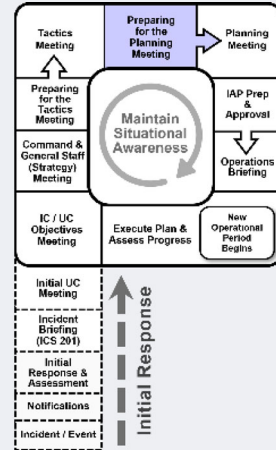 Tactics
Meeting
Preparing
for the
Planning
Meeting
Planning
Meeting
Preparing
for the
Tactics
Meeting
Maintain
Situational
Awareness
IAP Prep
&
Approval
Command &
General Staff
(Strategy)
Meeting
Operations
Briefing
IC / UC
Objectives
Meeting
Execute Plan &
Assess Progress
New
Operational
Period
Begins
Initial UC
Meeting
Incident
Briefing
(ICS 201)
Initial
Response &
Assessment
Notifications
Incident / Event
Initial Response